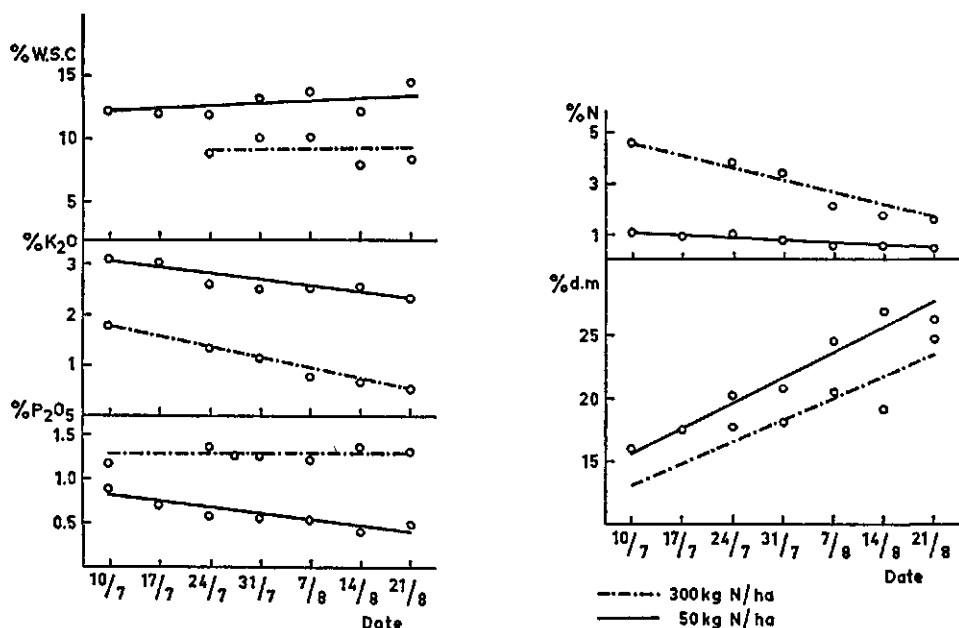 %W.S.C
15
10
5
%K₂O
3
2
1
%P₂O₅
1.5
1.0
0.5
10/7 17/7 24/7 31/7 7/8 14/8 21/8
Date
%N
5
3
1
%d.m
25
20
15
10/7 17/7 24/7 31/7 7/8 14/8 21/8
Date
300kg N/ha
50kg N/ha